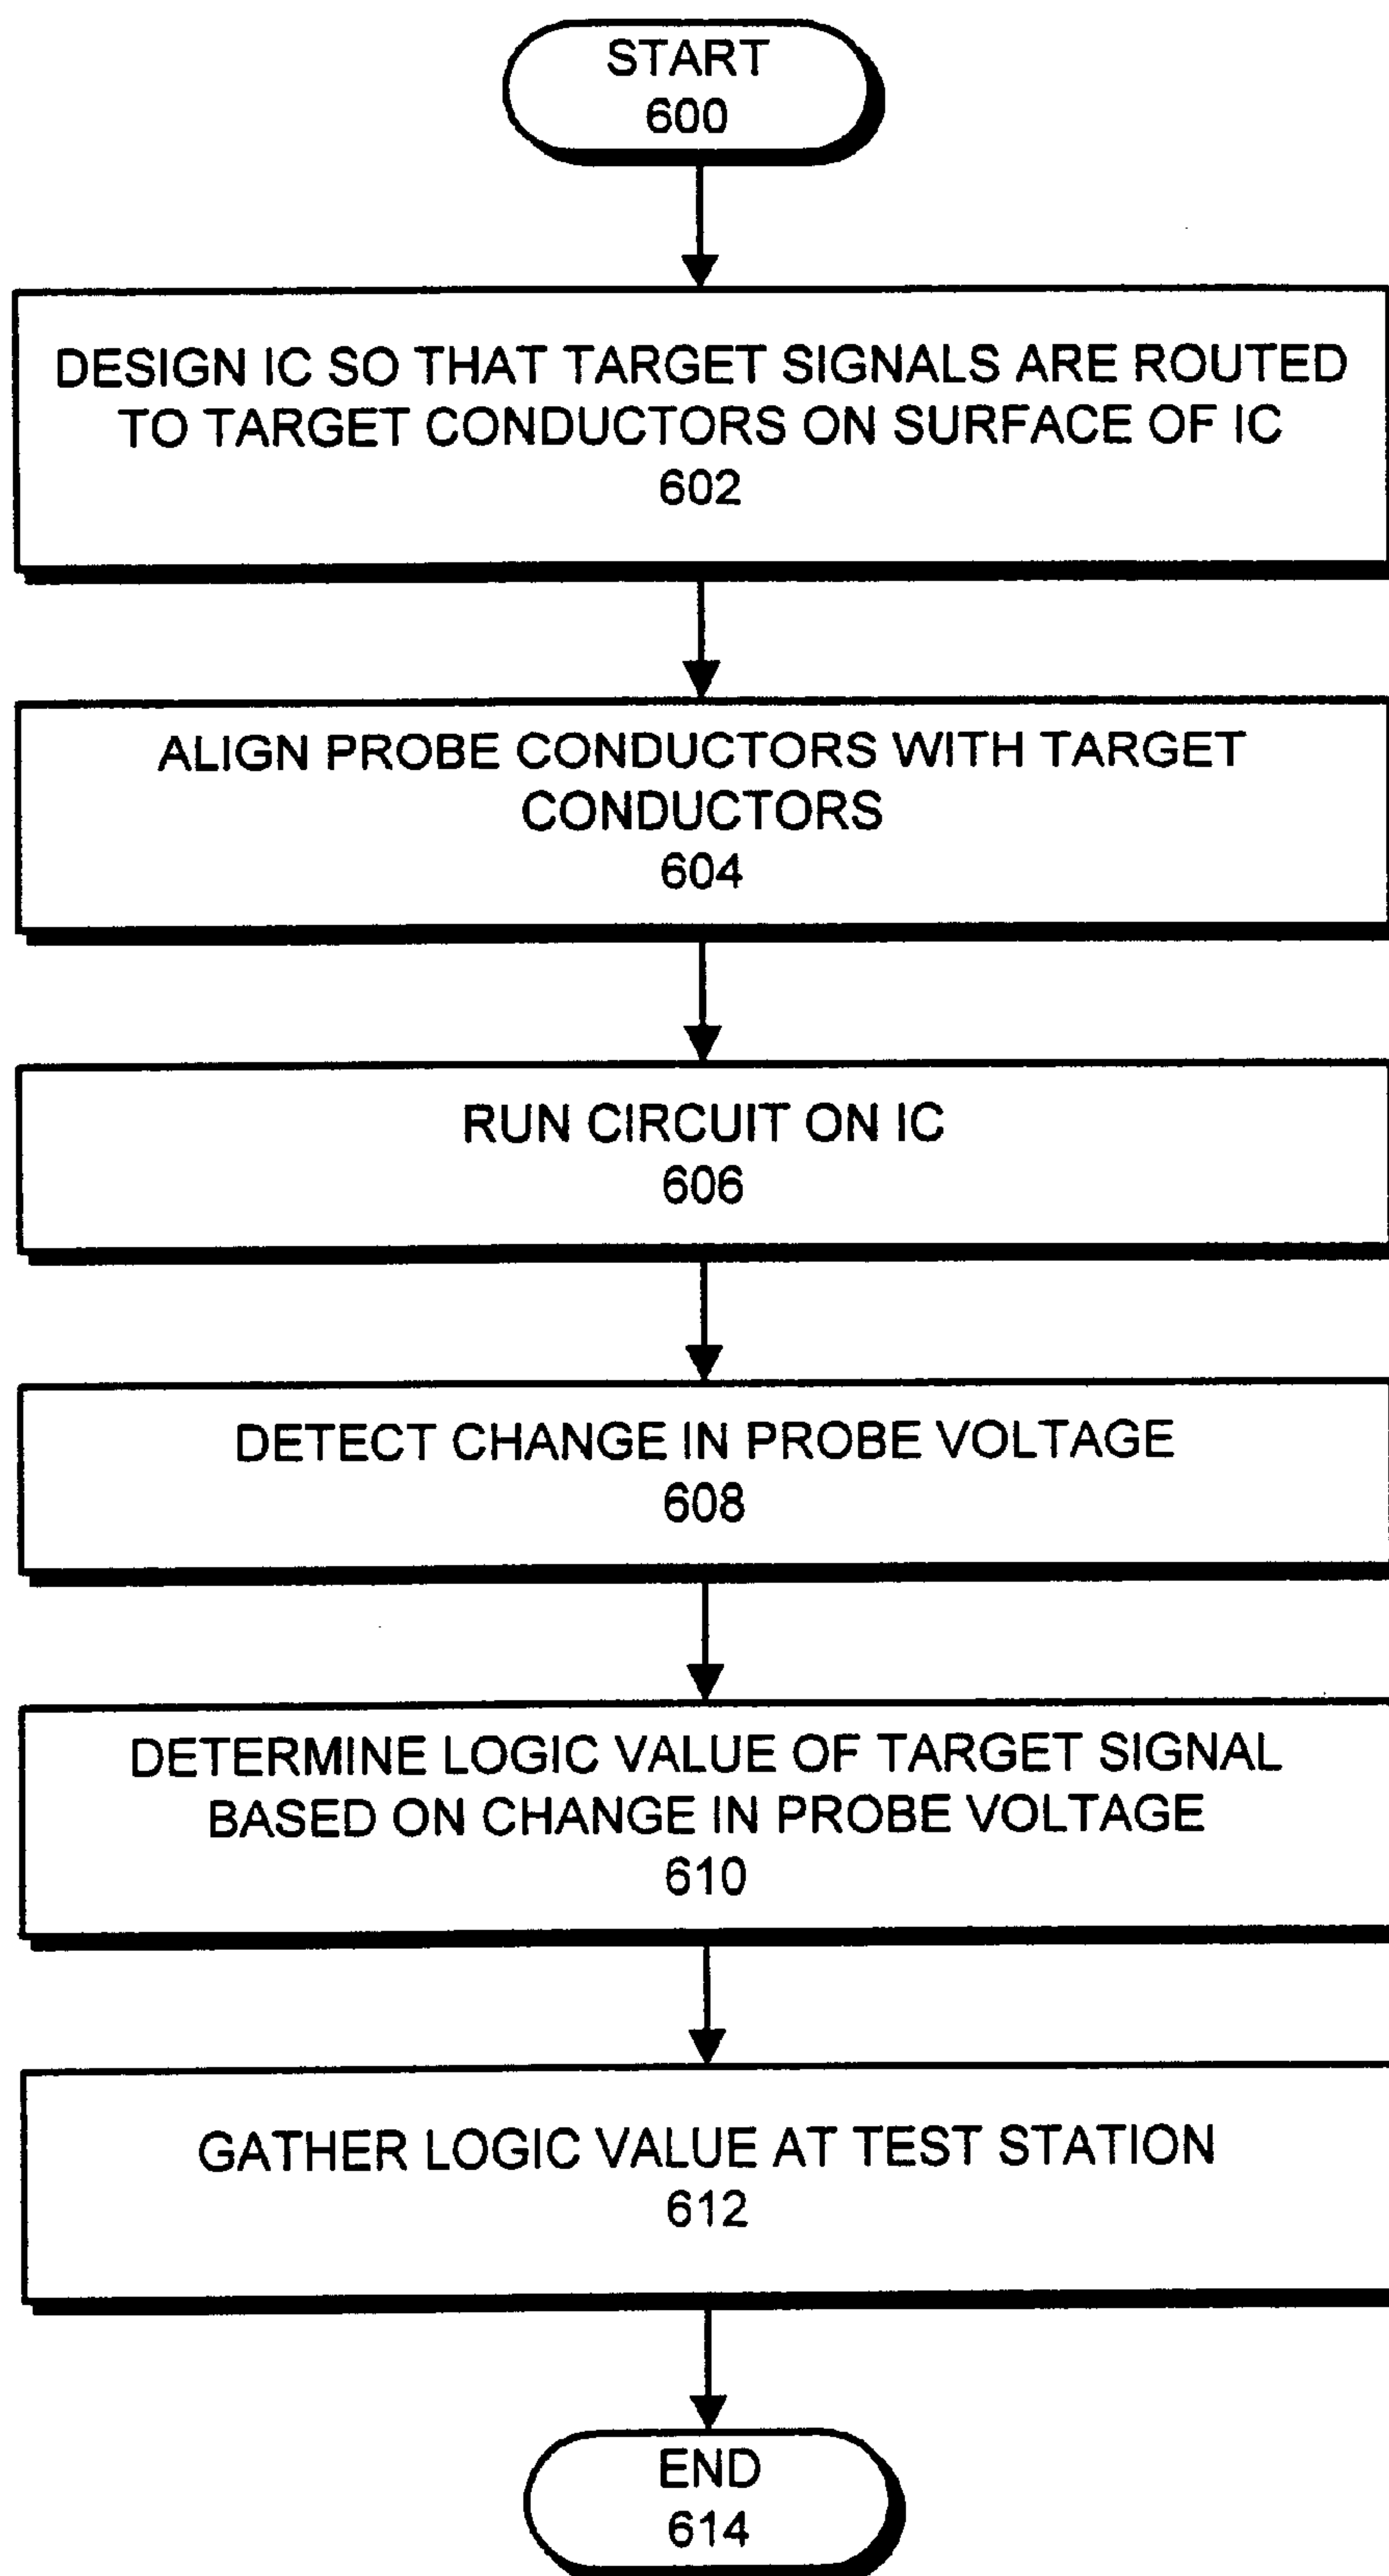 START
600
DESIGN IC SO THAT TARGET SIGNALS ARE ROUTED
TO TARGET CONDUCTORS ON SURFACE OF IC
602
ALIGN PROBE CONDUCTORS WITH TARGET
CONDUCTORS
604
RUN CIRCUIT ON IC
606
DETECT CHANGE IN PROBE VOLTAGE
608
DETERMINE LOGIC VALUE OF TARGET SIGNAL
BASED ON CHANGE IN PROBE VOLTAGE
610
GATHER LOGIC VALUE AT TEST STATION
612
END
614